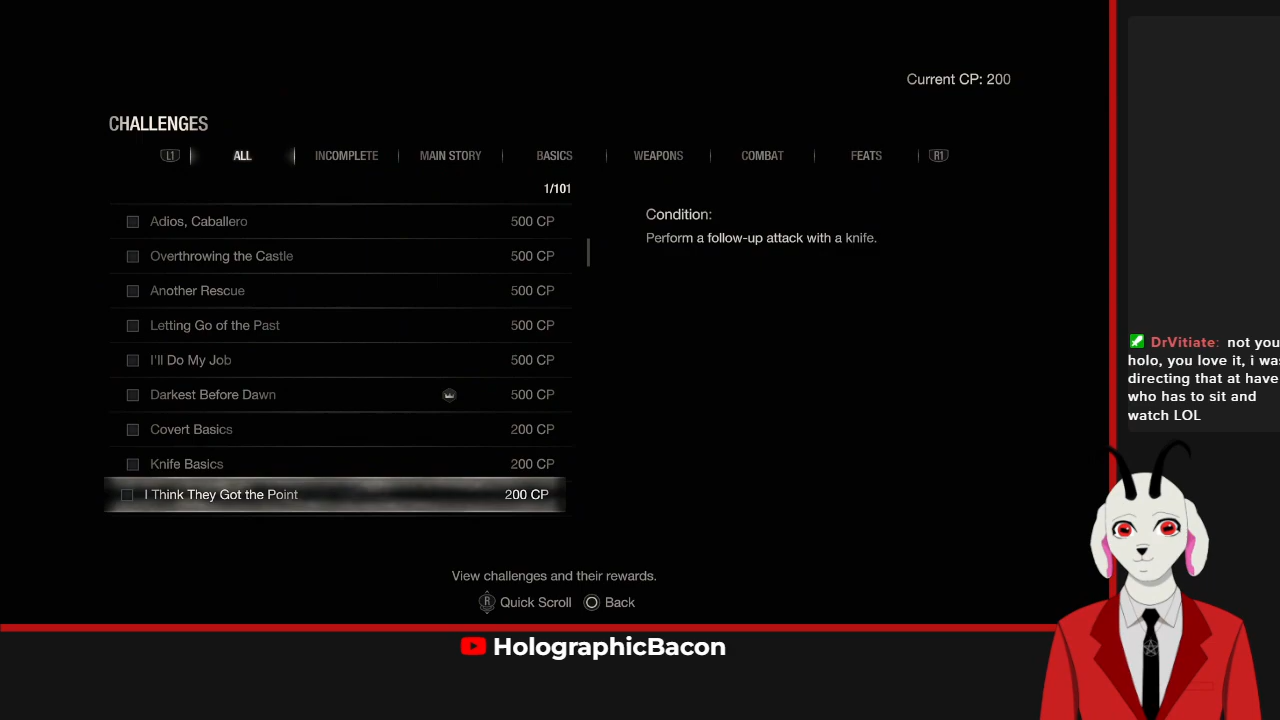 Current CP: 200
CHALLENGES
L1 ALL INCOMPLETE MAIN STORY BASICS WEAPONS COMBAT FEATS R1
1/101
Adios, Caballero 500 CP
Overthrowing the Castle 500 CP
Another Rescue 500 CP
Letting Go of the Past 500 CP
I'll Do My Job 500 CP
Darkest Before Dawn 500 CP
Covert Basics 200 CP
Knife Basics 200 CP
I Think They Got the Point 200 CP
Condition:
Perform a follow-up attack with a knife.
View challenges and their rewards.
R Quick Scroll Back
HolographicBacon
DrVitiate: not you
holo, you love it, i was
directing that at have
who has to sit and
watch LOL